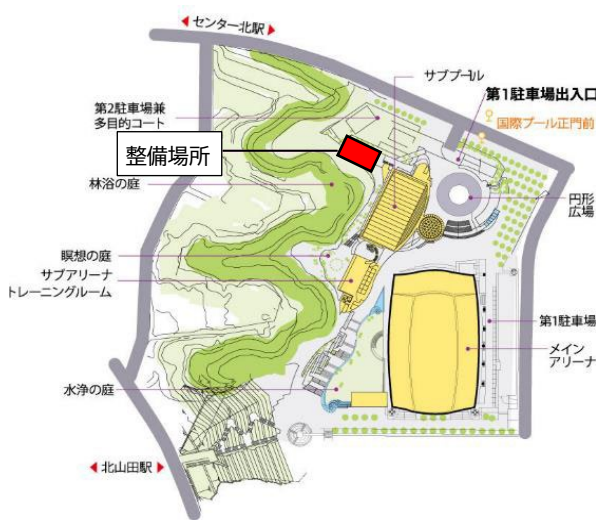 センター北駅
サブプール
第1駐車場出入口
第2駐車場兼
多目的コート
国際プール正門前
整備場所
林浴の庭
円形
広場
瞑想の庭
サブアリーナ
トレーニングルーム
第1駐車場
メイン
アリーナ
水浄の庭
北山田駅